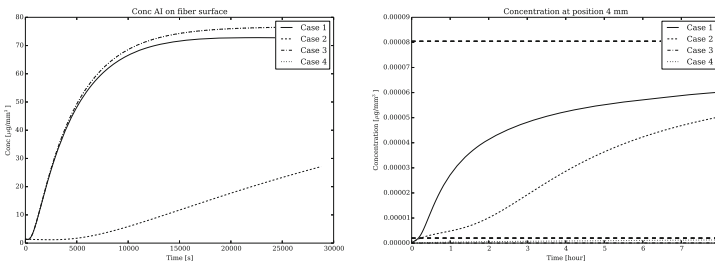 Conc AI on fiber surface
80
70
60
50
40
30
20
10
0
Conc [μg/mm² ]
0 5000 10000 15000 20000 25000 30000
Time [s]
Case 1
Case 2
Case 3
Case 4
Concentration at position 4 mm
0.00009
0.00008
0.00007
0.00006
0.00005
0.00004
0.00003
0.00002
0.00001
0.00000
Concentration [μg/mm² ]
0 1 2 3 4 5 6 7
Time [hour]
Case 1
Case 2
Case 3
Case 4